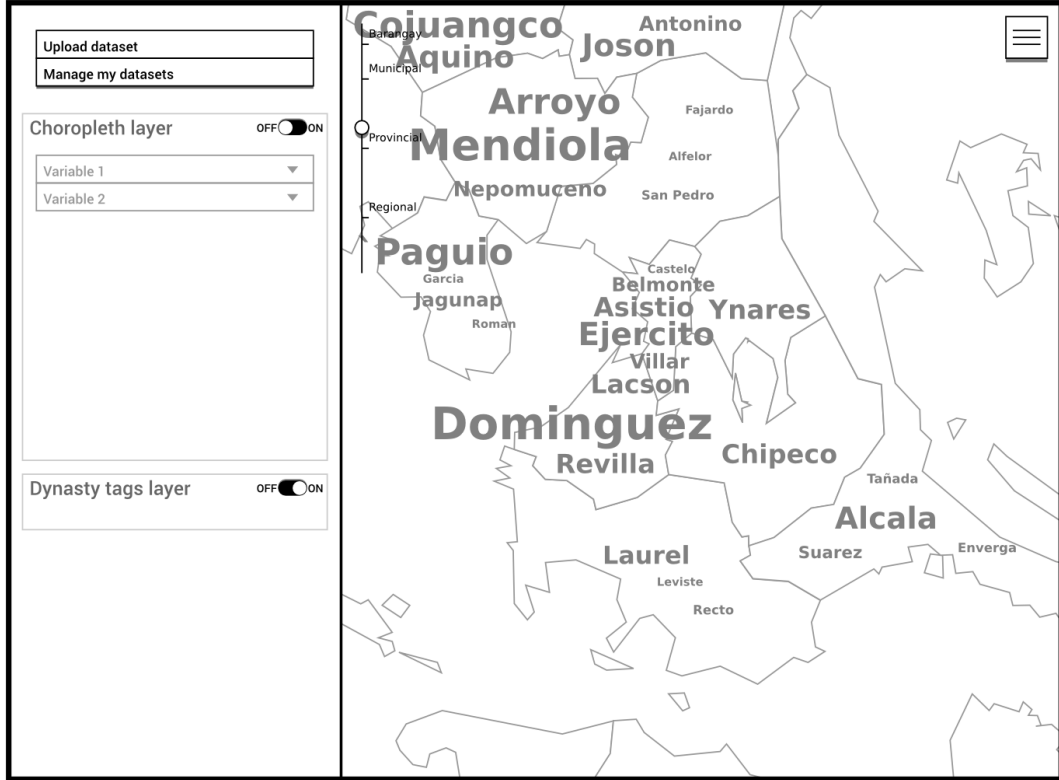 Upload dataset
Manage my datasets
Choropleth layer
OFF ON
Variable 1
Variable 2
Dynasty tags layer
OFF ON
Barangay
Municipal
Provincial
Regional
Cojuangco
Antonino
Joson
Aquino
Arroyo
Fajardo
Mendiola
Alfelor
Nepomuceno
San Pedro
Paguio
Castelo
Garcia
Belmonte
Jagunap
Asistio
Ynares
Roman
Ejercito
Villar
Lacson
Dominguez
Chipeco
Revilla
Tañada
Alcala
Enverga
Suarez
Laurel
Leviste
Recto